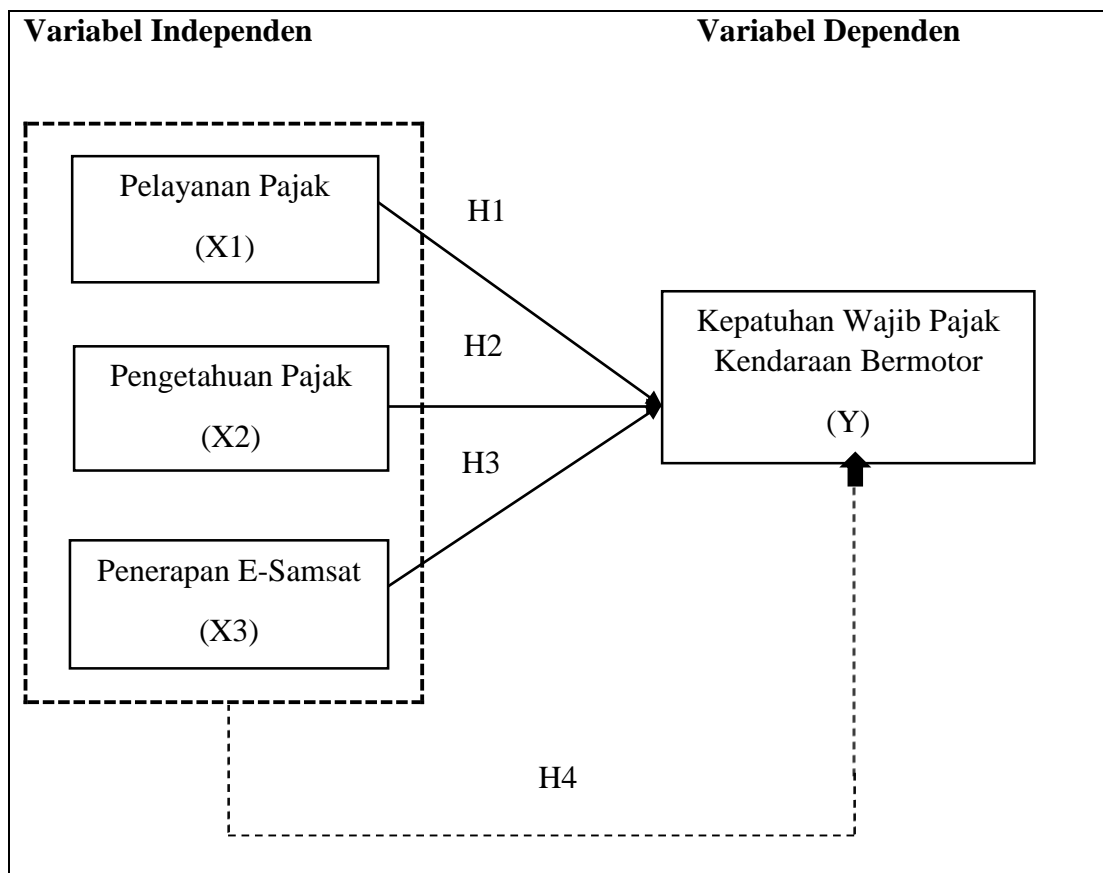 Variabel Independen
Variabel Dependen
Pelayanan Pajak
(X1)
H1
Pengetahuan Pajak
(X2)
H2
Penerapan E-Samsat
(X3)
H3
Kepatuhan Wajib Pajak
Kendaraan Bermotor
(Y)
H4